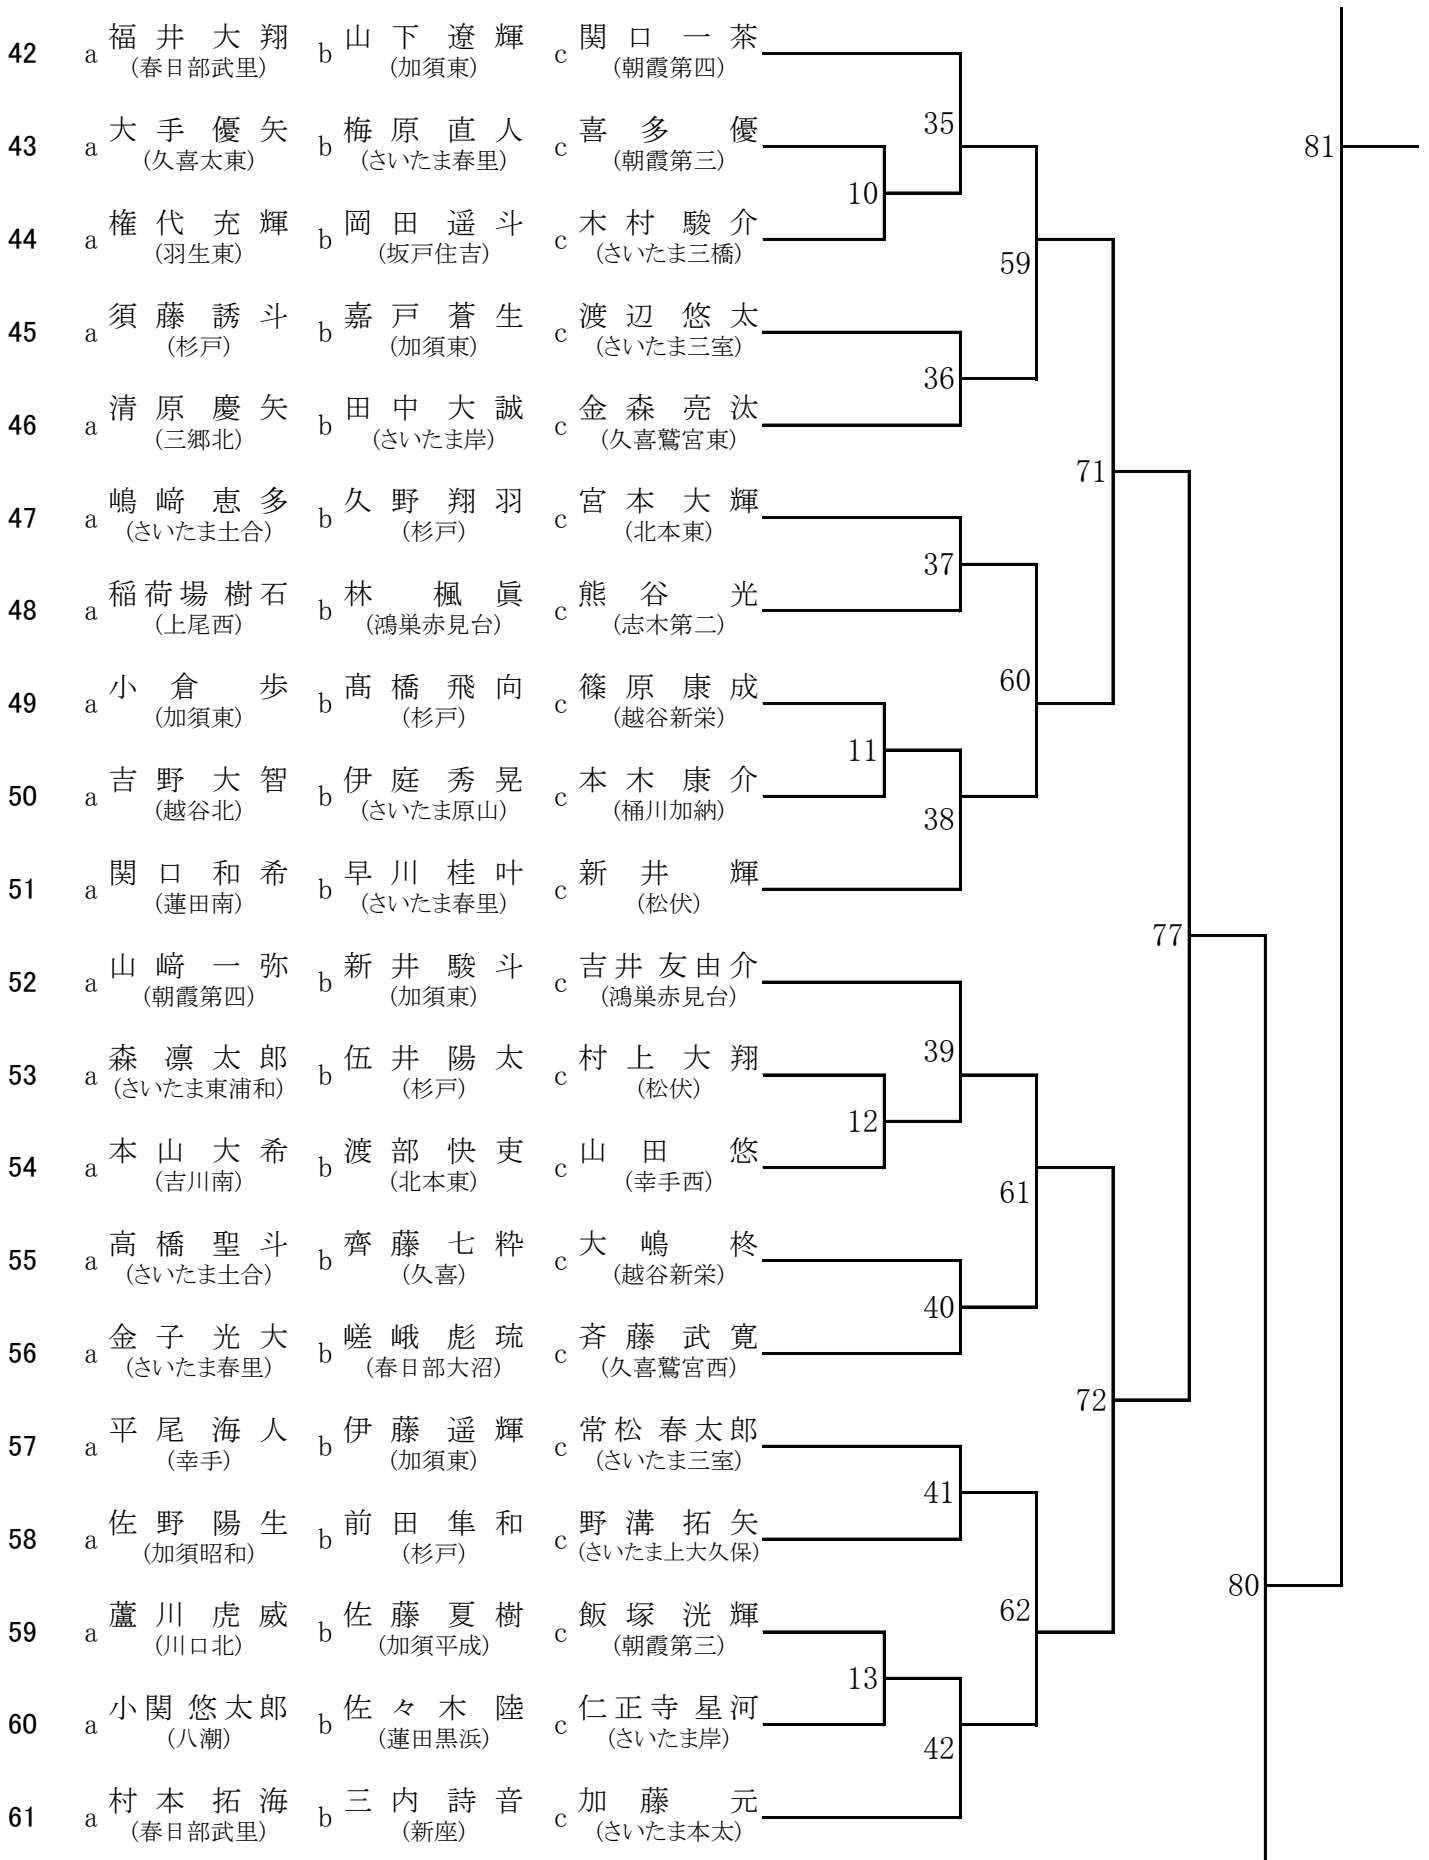 42 a 福井 大翔 b 山下 遼輝 c 関口 一茶
(春日部武里) (加須東) (朝霞第四)
35
43 a 大手 優矢 b 梅原 直人 c 喜多 優
(久喜太東) (さいたま春里) (朝霞第三)
81
10
44 a 権代 充輝 b 岡田 遥斗 c 木村 駿介
(羽生東) (坂戸住吉) (さいたま三橋)
59
45 a 須藤 誘斗 b 嘉戸 蒼生 c 渡辺 悠太
(杉戸) (加須東) (さいたま三室)
36
46 a 清原 慶矢 b 田中 大誠 c 金森 亮汰
(三郷北) (さいたま岸) (久喜鷲宮東)
71
47 a 嶋﨑 恵多 b 久野 翔羽 c 宮本 大輝
(さいたま土合) (杉戸) (北本東)
37
48 a 稲荷場 樹石 b 林 楓眞 c 熊谷 光
(上尾西) (鴻巣赤見台) (志木第二)
60
49 a 小倉 歩 b 髙橋 飛向 c 篠原 康成
(加須東) (杉戸) (越谷新栄)
11
50 a 吉野 大智 b 伊庭 秀晃 c 本木 康介
(越谷北) (さいたま原山) (桶川加納)
38
51 a 関口 和希 b 早川 桂叶 c 新井 輝
(蓮田南) (さいたま春里) (松伏)
77
52 a 山﨑 一弥 b 新井 駿斗 c 吉井 友由介
(朝霞第四) (加須東) (鴻巣赤見台)
39
53 a 森 凛太郎 b 伍井 陽太 c 村上 大翔
(さいたま東浦和) (杉戸) (松伏)
12
54 a 本山 大希 b 渡部 快吏 c 山田 悠
(吉川南) (北本東) (幸手西)
61
55 a 高橋 聖斗 b 齊藤 七粋 c 大嶋 柊
(さいたま土合) (久喜) (越谷新栄)
40
56 a 金子 光大 b 嵯峨 彪琉 c 斉藤 武寛
(さいたま春里) (春日部大沼) (久喜鷲宮西)
72
57 a 平尾 海人 b 伊藤 遥輝 c 常松 春太郎
(幸手) (加須東) (さいたま三室)
41
58 a 佐野 陽生 b 前田 隼和 c 野溝 拓矢
(加須昭和) (杉戸) (さいたま上大久保)
80
62
59 a 蘆川 虎威 b 佐藤 夏樹 c 飯塚 洸輝
(川口北) (加須平成) (朝霞第三)
13
60 a 小関 悠太郎 b 佐々木 陸 c 仁正寺 星河
(八潮) (蓮田黒浜) (さいたま岸)
42
61 a 村本 拓海 b 三内 詩音 c 加藤 元
(春日部武里) (新座) (さいたま本太)